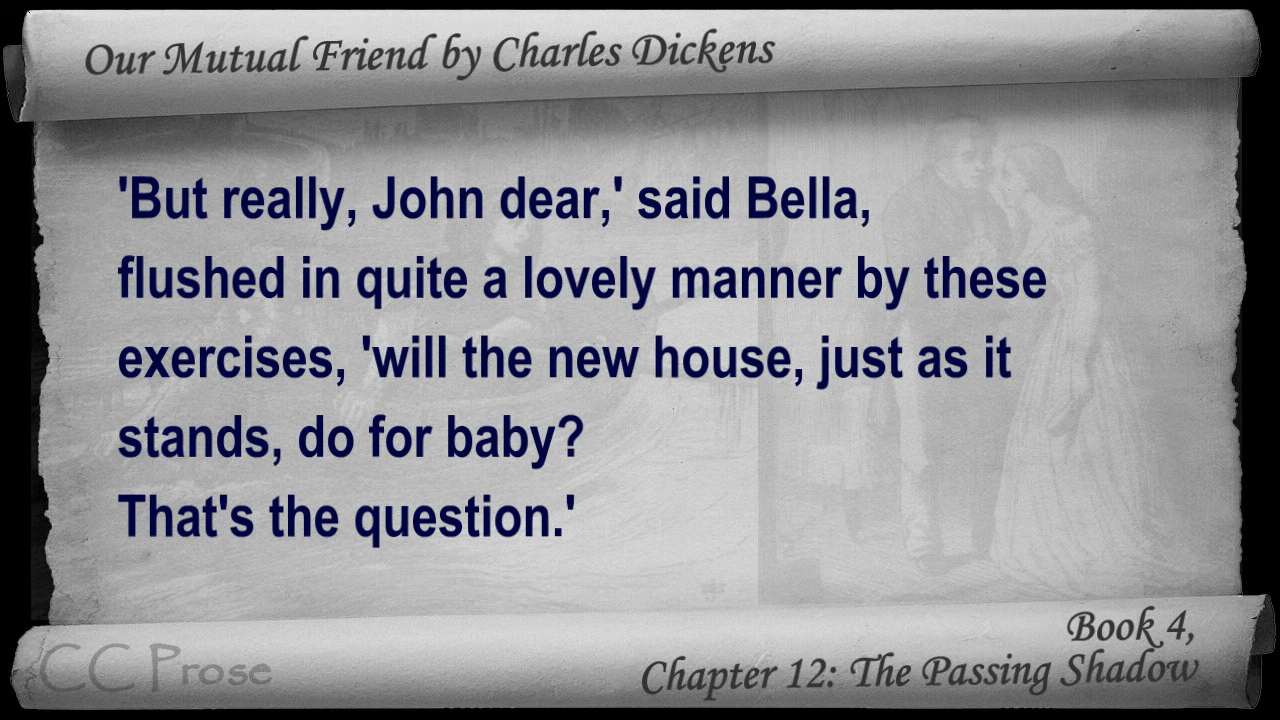 Our Mutual Friend by Charles Dickens
'But really, John dear,' said Bella,
flushed in quite a lovely manner by these
exercises, 'will the new house, just as it
stands, do for baby?
That's the question.'
Book 4,
Chapter 12: The Passing Shadow
CC Prose